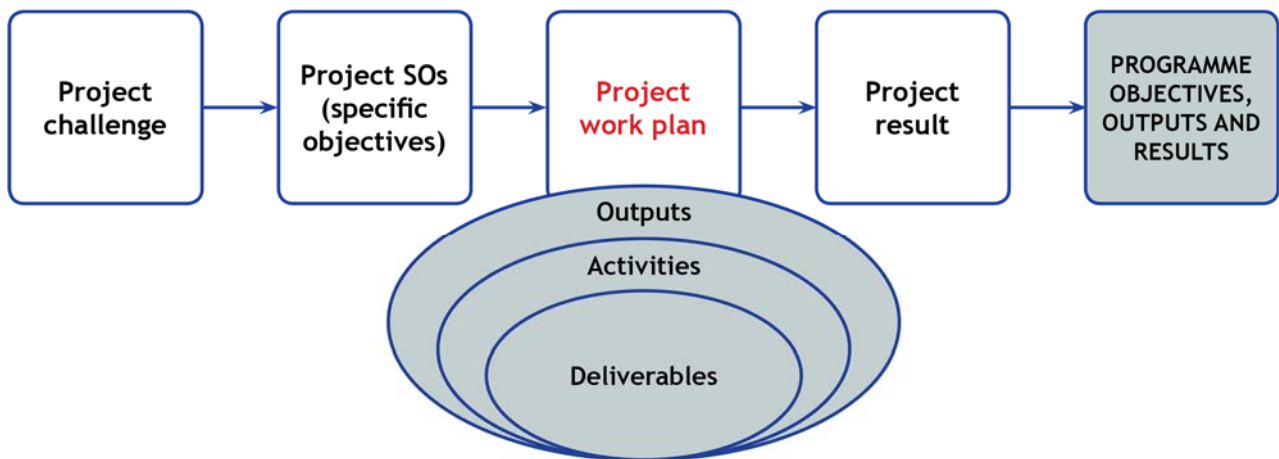 Project
challenge
Project SOs
(specific
objectives)
Project
work plan
Project
result
PROGRAMME
OBJECTIVES,
OUTPUTS AND
RESULTS
Outputs
Activities
Deliverables